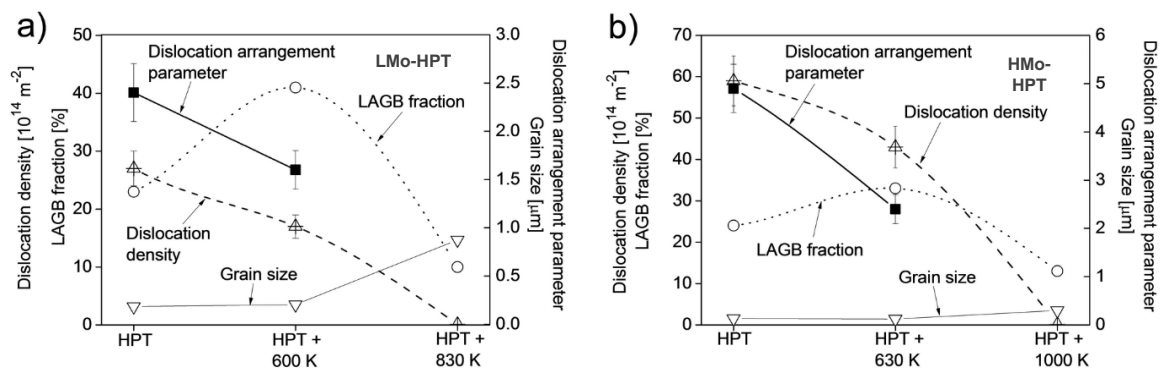 a)
Dislocation density [10¹⁴ m⁻²]
LAGB fraction [%]
50
40
30
20
10
0
Dislocation arrangement
parameter
LMo-HPT
LAGB fraction
Dislocation
density
Grain size
3.0
2.5
2.0
1.5
1.0
0.5
0.0
Dislocation arrangement parameter
Grain size [μm]
HPT
HPT +
600 K
HPT +
830 K
b)
Dislocation density [10¹⁴ m⁻²]
LAGB fraction [%]
70
60
50
40
30
20
10
0
Dislocation arrangement
parameter
HMo-
HPT
Dislocation density
LAGB fraction
Grain size
6
5
4
3
2
1
0
Dislocation arrangement parameter
Grain size [μm]
HPT
HPT +
630 K
HPT +
1000 K